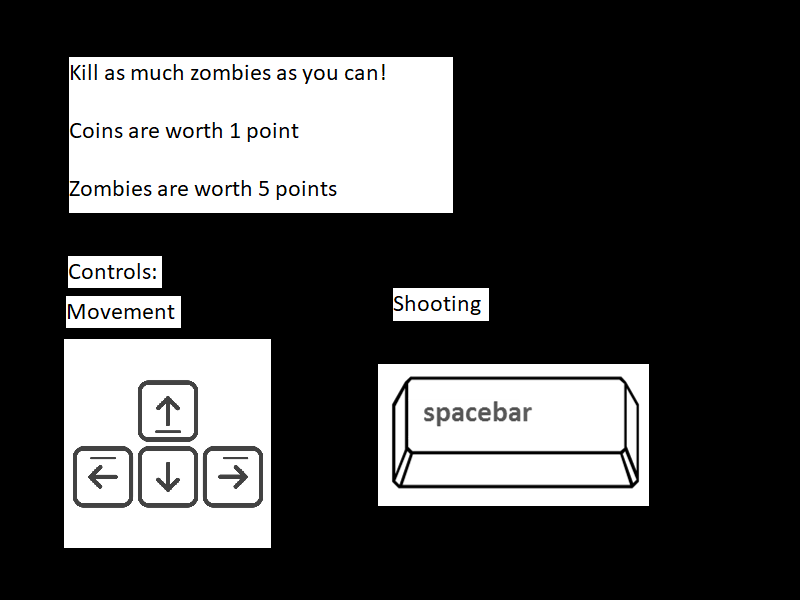 Kill as much zombies as you can!
Coins are worth 1 point
Zombies are worth 5 points
Controls:
Movement
Shooting
spacebar